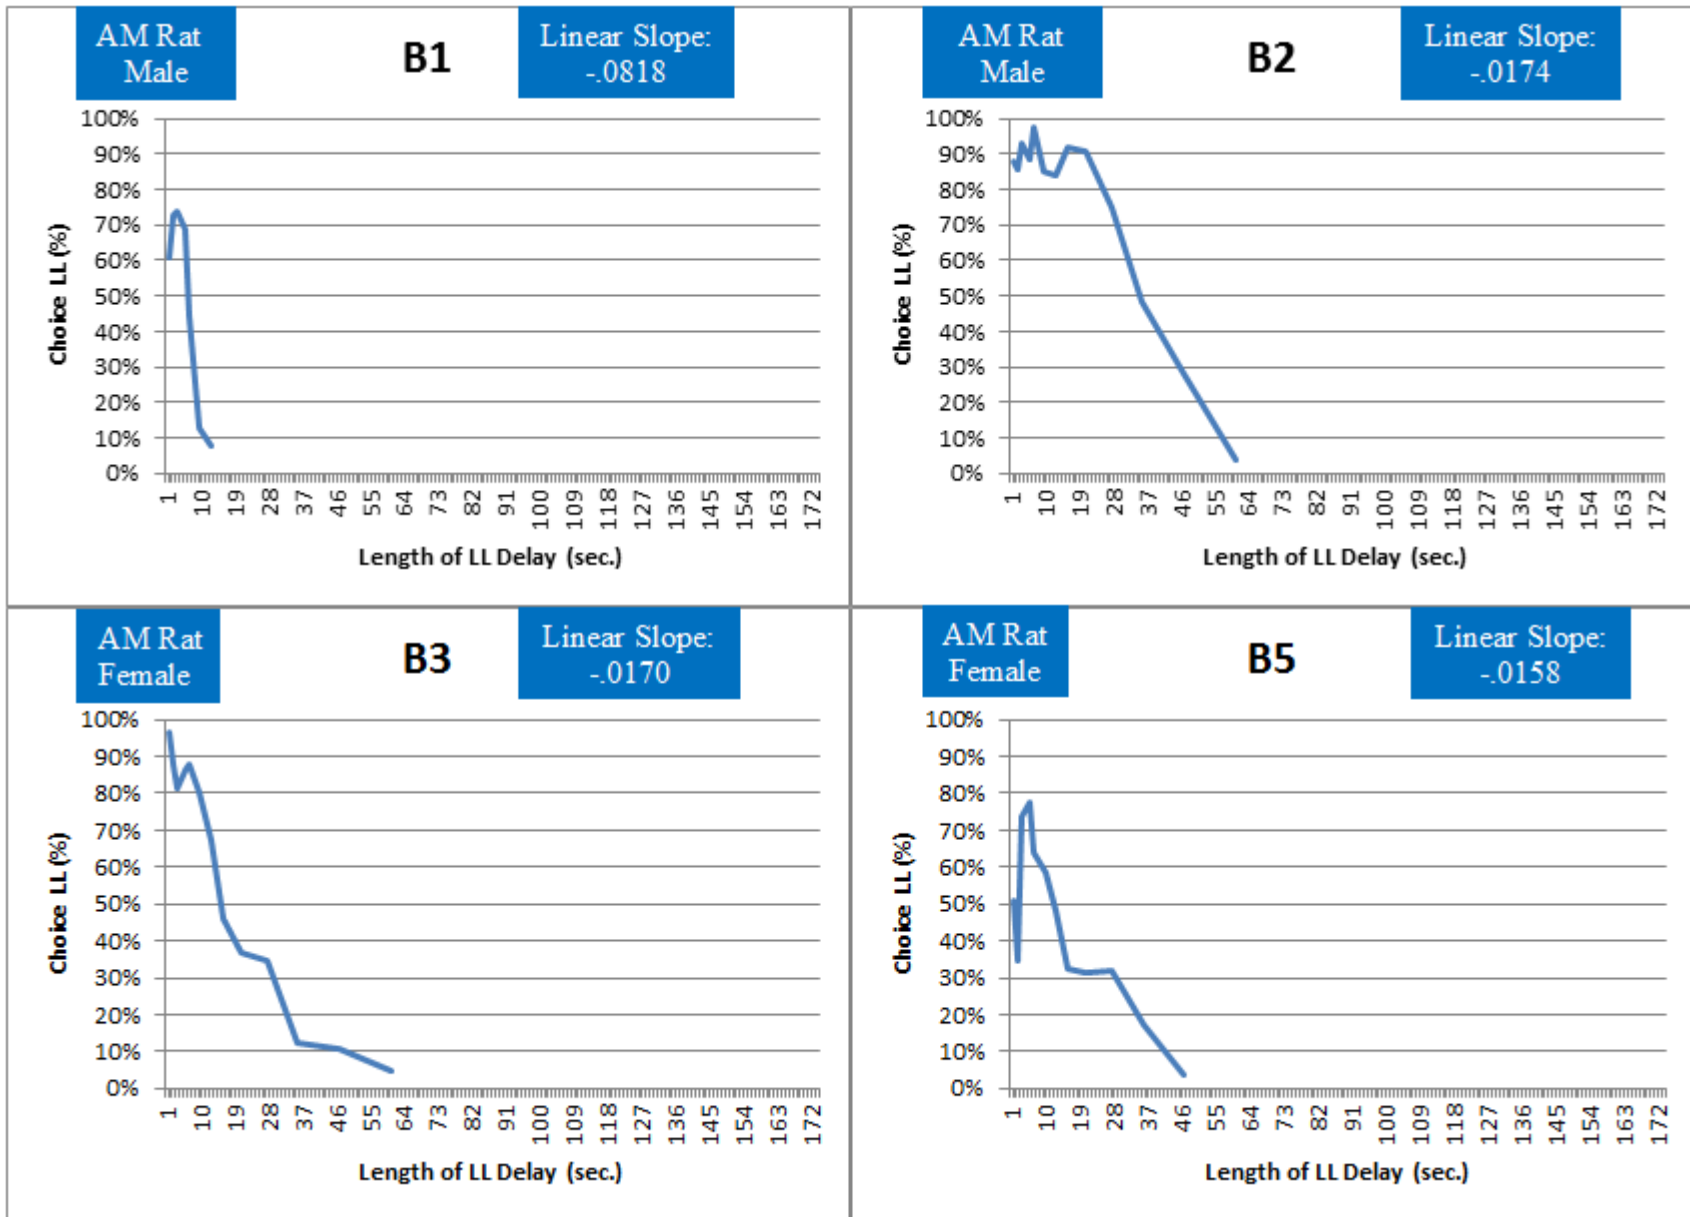 AM Rat
Male
B1
Linear Slope:
-.0818
100%
90%
80%
70%
60%
50%
40%
30%
20%
10%
0%
Choice LL (%)
1 10 19 28 37 46 55 64 73 82 91 100 109 118 127 136 145 154 163 172
Length of LL Delay (sec.)
AM Rat
Male
B2
Linear Slope:
-.0174
100%
90%
80%
70%
60%
50%
40%
30%
20%
10%
0%
Choice LL (%)
1 10 19 28 37 46 55 64 73 82 91 100 109 118 127 136 145 154 163 172
Length of LL Delay (sec.)
AM Rat
Female
B3
Linear Slope:
-.0170
100%
90%
80%
70%
60%
50%
40%
30%
20%
10%
0%
Choice LL (%)
1 10 19 28 37 46 55 64 73 82 91 100 109 118 127 136 145 154 163 172
Length of LL Delay (sec.)
AM Rat
Female
B5
Linear Slope:
-.0158
100%
90%
80%
70%
60%
50%
40%
30%
20%
10%
0%
Choice LL (%)
1 10 19 28 37 46 55 64 73 82 91 100 109 118 127 136 145 154 163 172
Length of LL Delay (sec.)